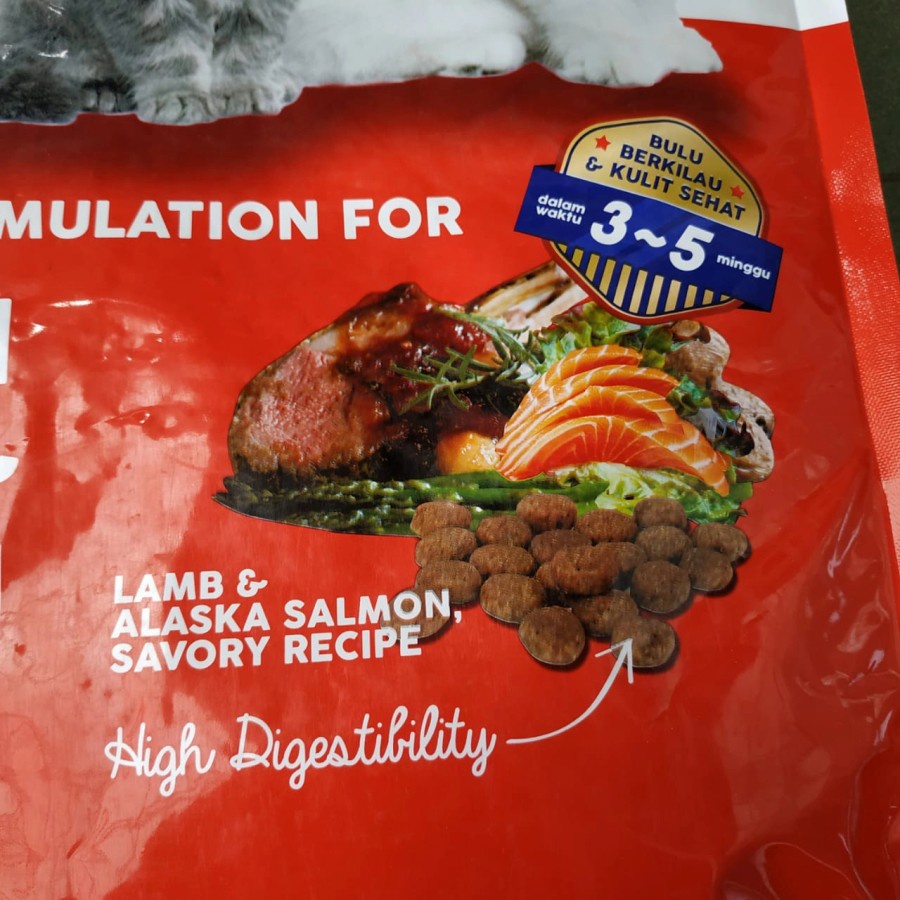 MULATION FOR
BULU
BERKILAU
& KULIT SEHAT
dalam
waktu
3~5
minggu
LAMB &
ALASKA SALMON,
SAVORY RECIPE
High Digestibility